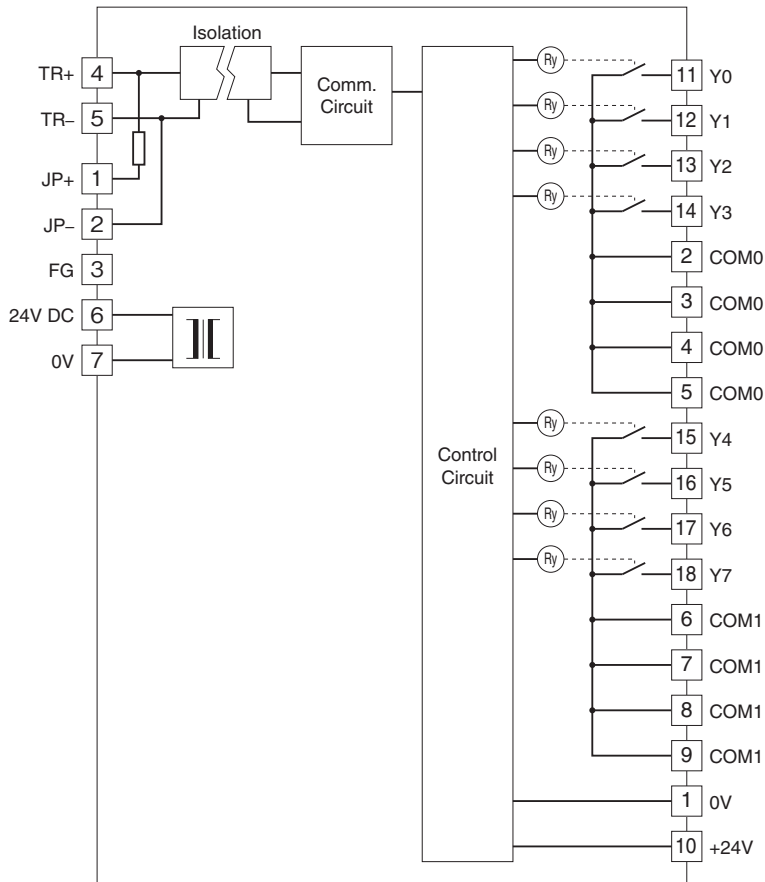 Isolation
TR+ 4
TR– 5
JP+ 1
JP– 2
FG 3
24V DC 6
0V 7
Comm.
Circuit
Control
Circuit
Ry 11 Y0
Ry 12 Y1
Ry 13 Y2
Ry 14 Y3
2 COM0
3 COM0
4 COM0
5 COM0
Ry 15 Y4
Ry 16 Y5
Ry 17 Y6
Ry 18 Y7
6 COM1
7 COM1
8 COM1
9 COM1
1 0V
10 +24V